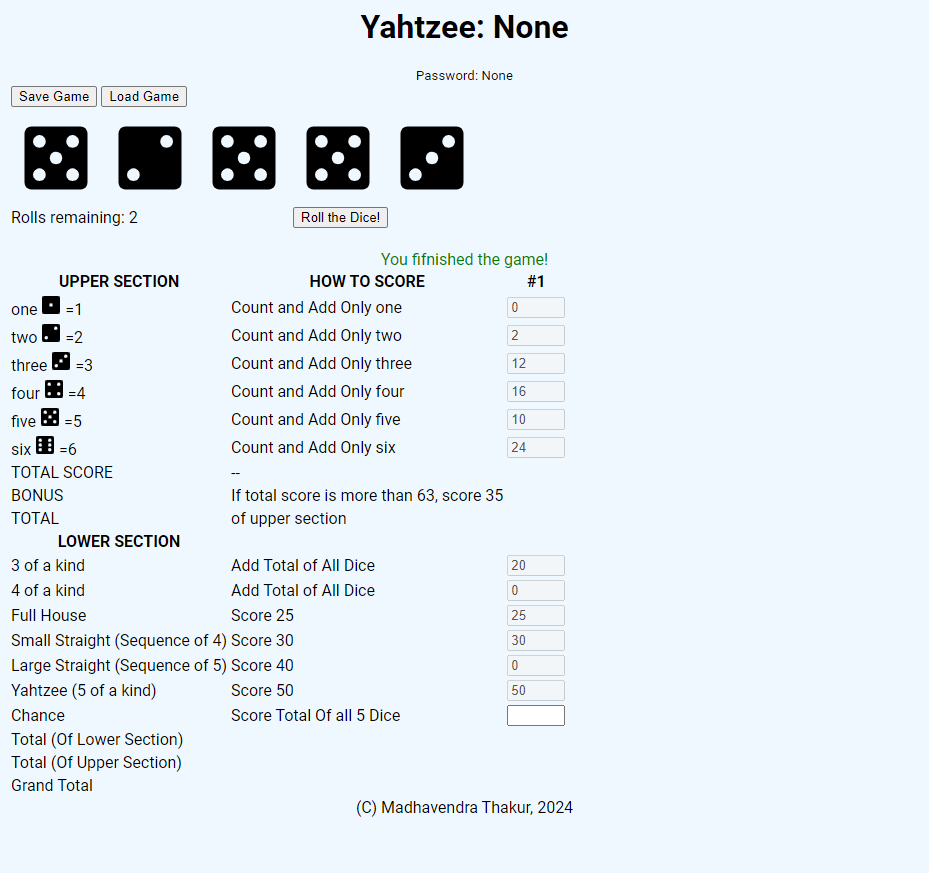 Yahtzee: None
Password: None
Save Game Load Game
Rolls remaining: 2 Roll the Dice!
You fifnished the game!
UPPER SECTION HOW TO SCORE #1
one =1 Count and Add Only one 0
two =2 Count and Add Only two 2
three =3 Count and Add Only three 12
four =4 Count and Add Only four 16
five =5 Count and Add Only five 10
six =6 Count and Add Only six 24
TOTAL SCORE --
BONUS If total score is more than 63, score 35
TOTAL of upper section
LOWER SECTION
3 of a kind Add Total of All Dice 20
4 of a kind Add Total of All Dice 0
Full House Score 25 25
Small Straight (Sequence of 4) Score 30 30
Large Straight (Sequence of 5) Score 40 0
Yahtzee (5 of a kind) Score 50 50
Chance Score Total Of all 5 Dice
Total (Of Lower Section)
Total (Of Upper Section)
Grand Total
(C) Madhavendra Thakur, 2024